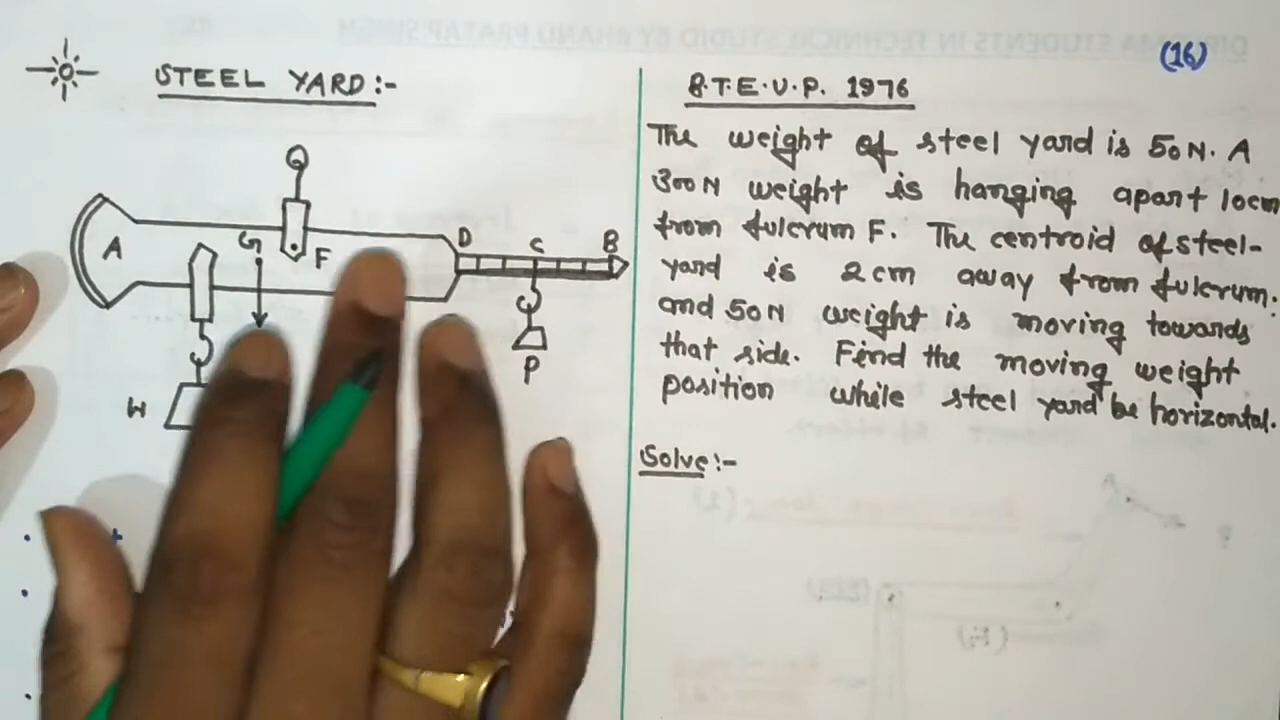 (16)
STEEL YARD:-
Q
A
G
F
D
C
B
W
P
B.T.E.U.P. 1976
The weight of steel yard is 50N. A
300N weight is hanging apart 10cm
from fulcrum F. The centroid of steel-
yard is 2cm away from fulcrum.
and 50N weight is moving towards
that side. Find the moving weight
position while steel yard be horizontal.
Solve:-